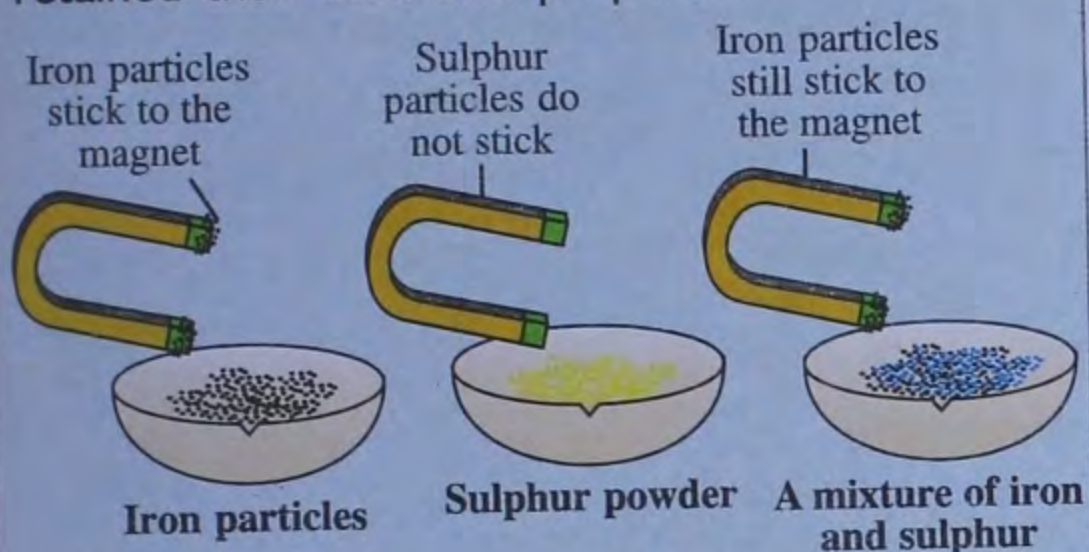 Iron particles
stick to the
magnet
Sulphur
particles do
not stick
Iron particles
still stick to
the magnet
Iron particles
Sulphur powder
A mixture of iron
and sulphur